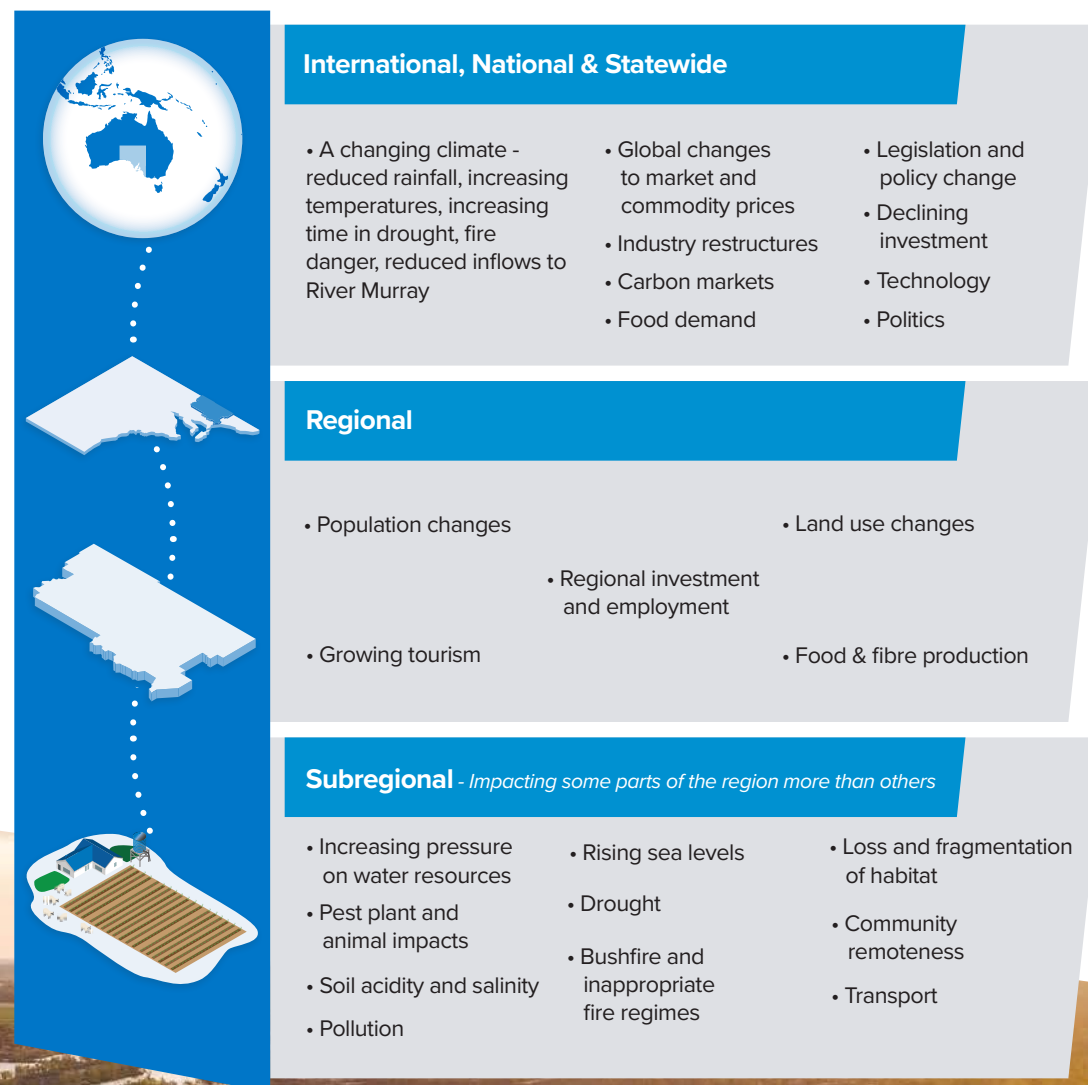 International, National & Statewide
• A changing climate -
reduced rainfall, increasing
temperatures, increasing
time in drought, fire
danger, reduced inflows to
River Murray
• Global changes
to market and
commodity prices
• Industry restructures
• Carbon markets
• Food demand
• Legislation and
policy change
• Declining
investment
• Technology
• Politics
Regional
• Population changes
• Land use changes
• Regional investment
and employment
• Growing tourism
• Food & fibre production
Subregional - Impacting some parts of the region more than others
• Increasing pressure
on water resources
• Pest plant and
animal impacts
• Soil acidity and salinity
• Pollution
• Rising sea levels
• Drought
• Bushfire and
inappropriate
fire regimes
• Loss and fragmentation
of habitat
• Community
remoteness
• Transport